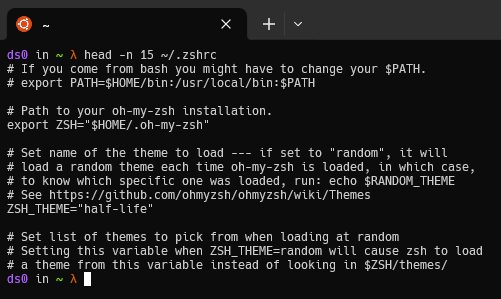 ~
ds0 in ~ λ head -n 15 ~/.zshrc
# If you come from bash you might have to change your $PATH.
# export PATH=$HOME/bin:/usr/local/bin:$PATH
# Path to your oh-my-zsh installation.
export ZSH="$HOME/.oh-my-zsh"
# Set name of the theme to load --- if set to "random", it will
# load a random theme each time oh-my-zsh is loaded, in which case,
# to know which specific one was loaded, run: echo $RANDOM_THEME
# See https://github.com/ohmyzsh/ohmyzsh/wiki/Themes
ZSH_THEME="half-life"
# Set list of themes to pick from when loading at random
# Setting this variable when ZSH_THEME=random will cause zsh to load
# a theme from this variable instead of looking in $ZSH/themes/
ds0 in ~ λ